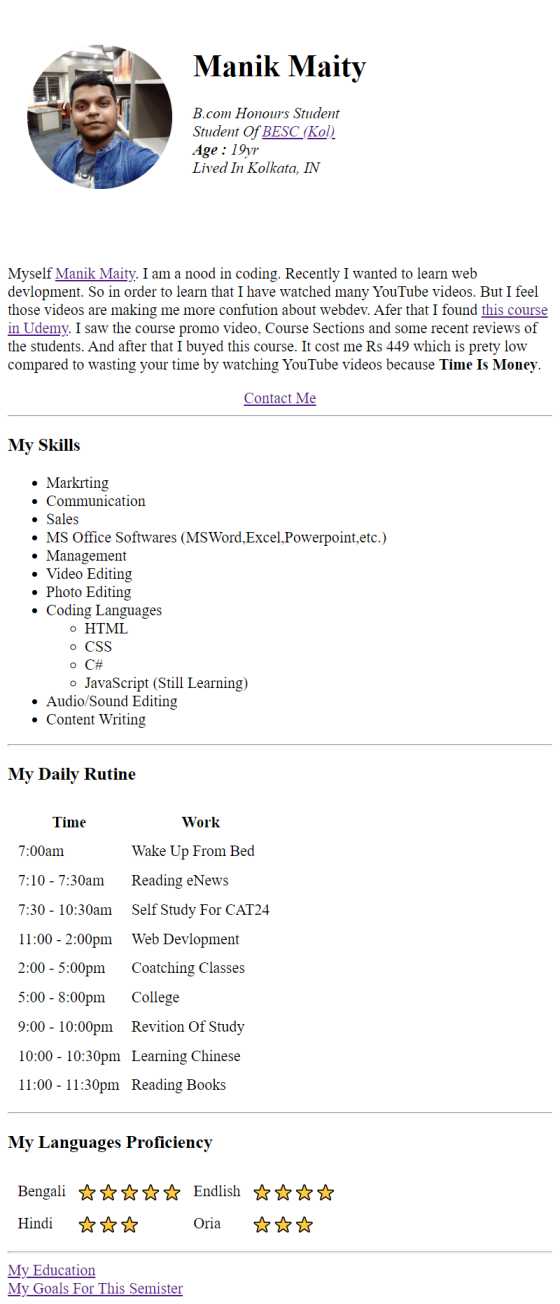 Manik Maity
B.com Honours Student
Student Of BESC (Kol)
Age : 19yr
Lived In Kolkata, IN
Myself Manik Maity. I am a nood in coding. Recently I wanted to learn web
devlopment. So in order to learn that I have watched many YouTube videos. But I feel
those videos are making me more confution about webdev. Afer that I found this course
in Udemy. I saw the course promo video, Course Sections and some recent reviews of
the students. And after that I buyed this course. It cost me Rs 449 which is prety low
compared to wasting your time by watching YouTube videos because Time Is Money.
Contact Me
My Skills
Markrting
Communication
Sales
MS Office Softwares (MSWord,Excel,Powerpoint,etc.)
Management
Video Editing
Photo Editing
Coding Languages
HTML
CSS
C#
JavaScript (Still Learning)
Audio/Sound Editing
Content Writing
My Daily Rutine
Time Work
7:00am Wake Up From Bed
7:10 - 7:30am Reading eNews
7:30 - 10:30am Self Study For CAT24
11:00 - 2:00pm Web Devlopment
2:00 - 5:00pm Coatching Classes
5:00 - 8:00pm College
9:00 - 10:00pm Revition Of Study
10:00 - 10:30pm Learning Chinese
11:00 - 11:30pm Reading Books
My Languages Proficiency
Bengali Endlish
Hindi Oria
My Education
My Goals For This Semister